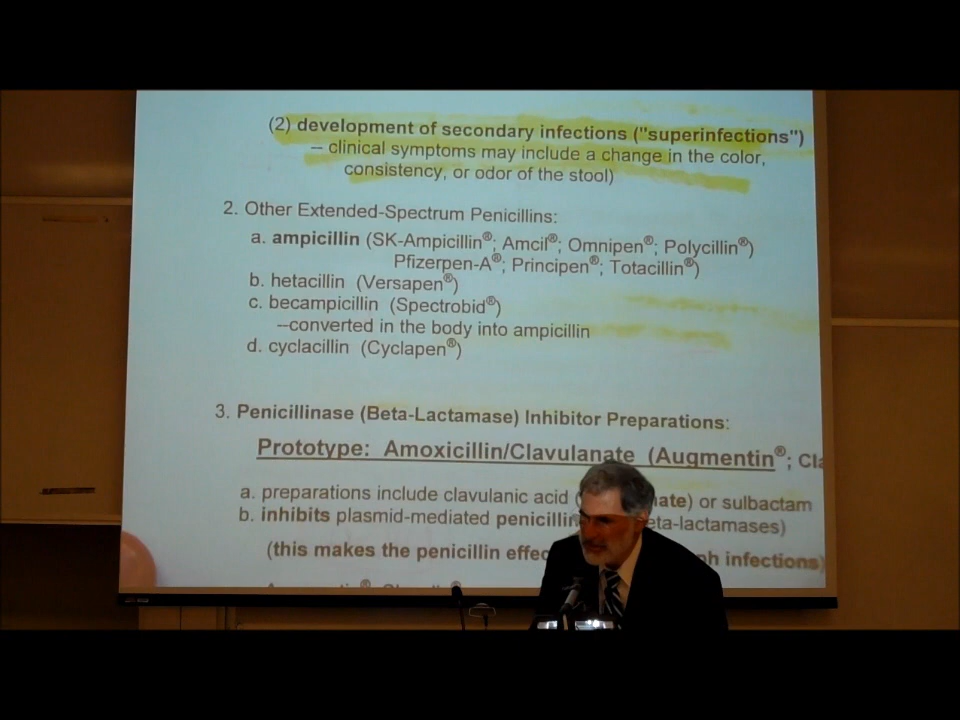 (2) development of secondary infections ("superinfections")
– clinical symptoms may include a change in the color,
consistency, or odor of the stool)
2. Other Extended-Spectrum Penicillins:
a. ampicillin (SK-Ampicillin®; Amcil®; Omnipen®; Polycillin®)
Pfizerpen-A®; Principen®; Totacillin®)
b. hetacillin (Versapen®)
c. becampicillin (Spectrobid®)
–converted in the body into ampicillin
d. cyclacillin (Cyclapen®)
3. Penicillinase (Beta-Lactamase) Inhibitor Preparations:
Prototype: Amoxicillin/Clavulanate (Augmentin®;
a. preparations include clavulanic acid ( or sulbactam
b. inhibits plasmid-mediated
(this makes the penicillin infections)